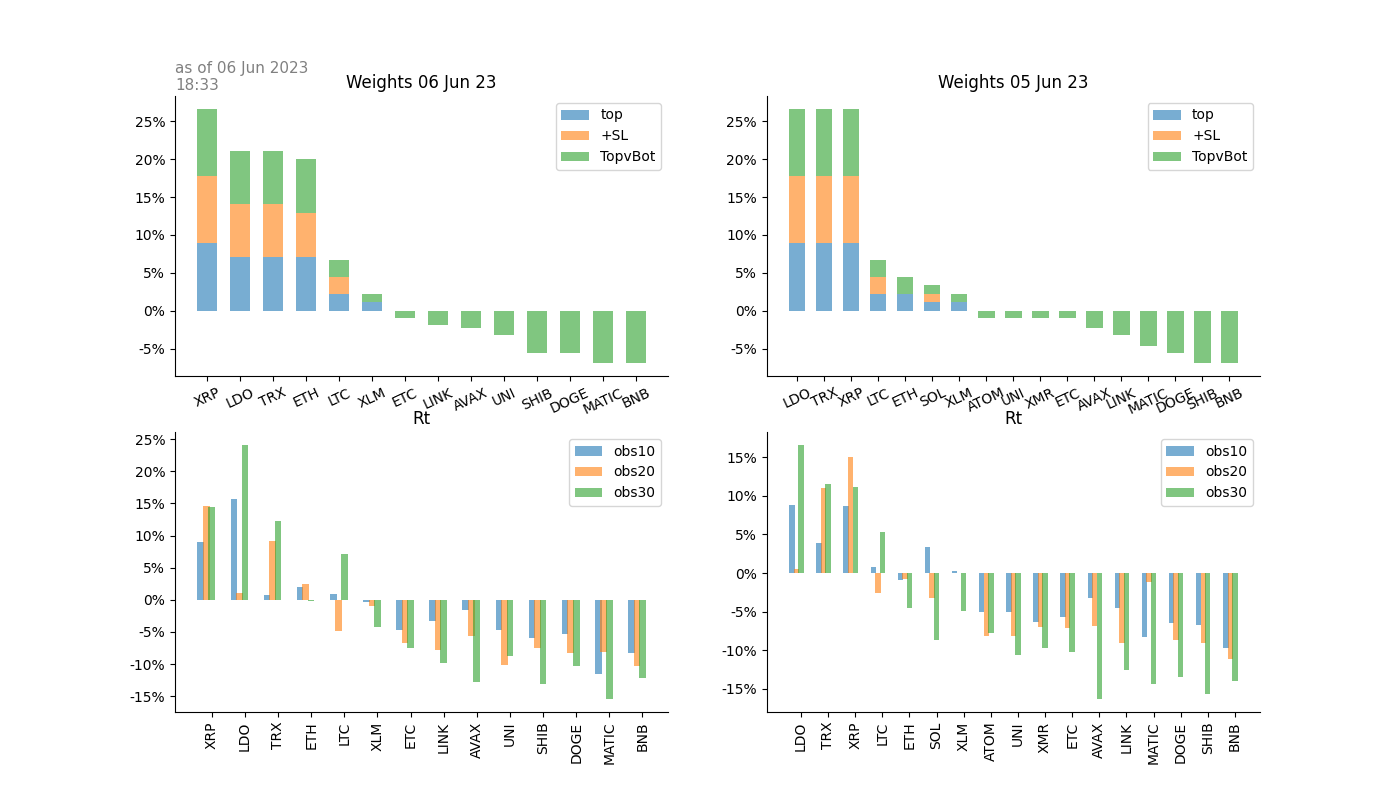 as of 06 Jun 2023
18:33
Weights 06 Jun 23
top
+SL
TopvBot
25%
20%
15%
10%
5%
0%
-5%
XRP LDO TRX ETH LTC XLM ETC LINK AVAX UNI SHIB DOGE MATIC BNB
Weights 05 Jun 23
top
+SL
TopvBot
25%
20%
15%
10%
5%
0%
-5%
LDO TRX XRP LTC ETH SOL XLM ATOM UNI XMR ETC AVAX LINK MATIC DOGE SHIB BNB
Rt
obs10
obs20
obs30
25%
20%
15%
10%
5%
0%
-5%
-10%
-15%
XRP LDO TRX ETH LTC XLM ETC LINK AVAX UNI SHIB DOGE MATIC BNB
Rt
obs10
obs20
obs30
15%
10%
5%
0%
-5%
-10%
-15%
LDO TRX XRP LTC ETH SOL XLM ATOM UNI XMR ETC AVAX LINK MATIC DOGE SHIB BNB